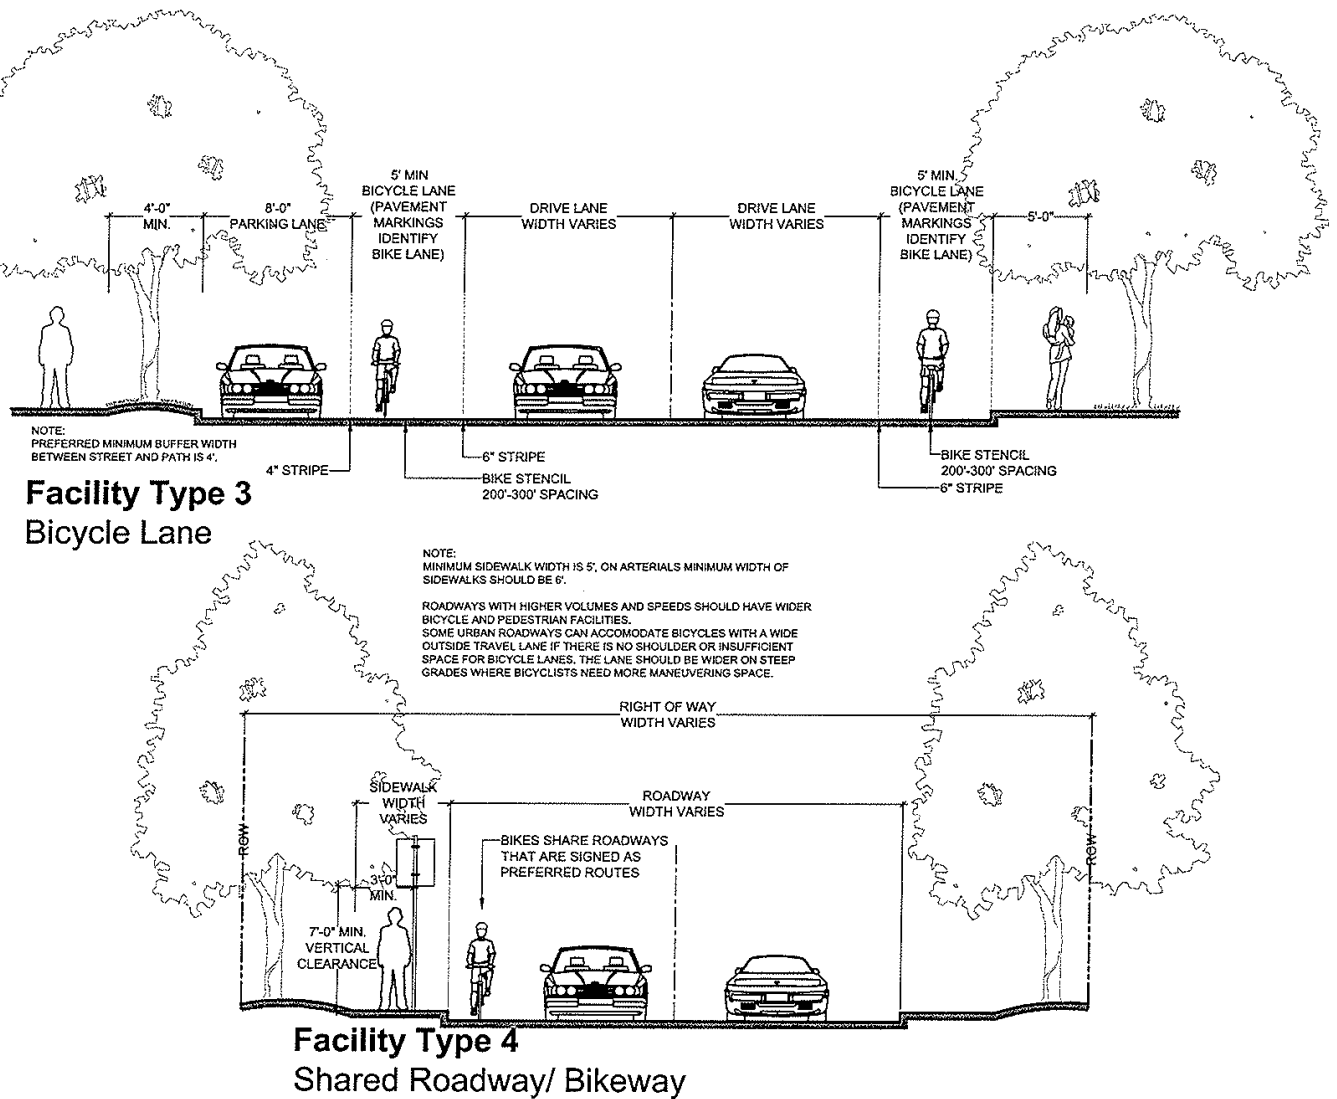 4'-0"
MIN.
8'-0"
PARKING LANE
5' MIN
BICYCLE LANE
(PAVEMENT
MARKINGS
IDENTIFY
BIKE LANE)
DRIVE LANE
WIDTH VARIES
DRIVE LANE
WIDTH VARIES
5' MIN.
BICYCLE LANE
(PAVEMENT
MARKINGS
IDENTIFY
BIKE LANE)
5'-0"
NOTE:
PREFERRED MINIMUM BUFFER WIDTH
BETWEEN STREET AND PATH IS 4'.
4" STRIPE
6" STRIPE
BIKE STENCIL
200'-300' SPACING
BIKE STENCIL
200'-300' SPACING
6" STRIPE
Facility Type 3
Bicycle Lane
NOTE:
MINIMUM SIDEWALK WIDTH IS 5', ON ARTERIALS MINIMUM WIDTH OF
SIDEWALKS SHOULD BE 6'.
ROADWAYS WITH HIGHER VOLUMES AND SPEEDS SHOULD HAVE WIDER
BICYCLE AND PEDESTRIAN FACILITIES.
SOME URBAN ROADWAYS CAN ACCOMODATE BICYCLES WITH A WIDE
OUTSIDE TRAVEL LANE IF THERE IS NO SHOULDER OR INSUFFICIENT
SPACE FOR BICYCLE LANES, THE LANE SHOULD BE WIDER ON STEEP
GRADES WHERE BICYCLISTS NEED MORE MANEUVERING SPACE.
RIGHT OF WAY
WIDTH VARIES
SIDEWALK
WIDTH
VARIES
ROADWAY
WIDTH VARIES
ROW
BIKES SHARE ROADWAYS
THAT ARE SIGNED AS
PREFERRED ROUTES
ROW
3'-0"
MIN.
7'-0" MIN.
VERTICAL
CLEARANCE
Facility Type 4
Shared Roadway/ Bikeway